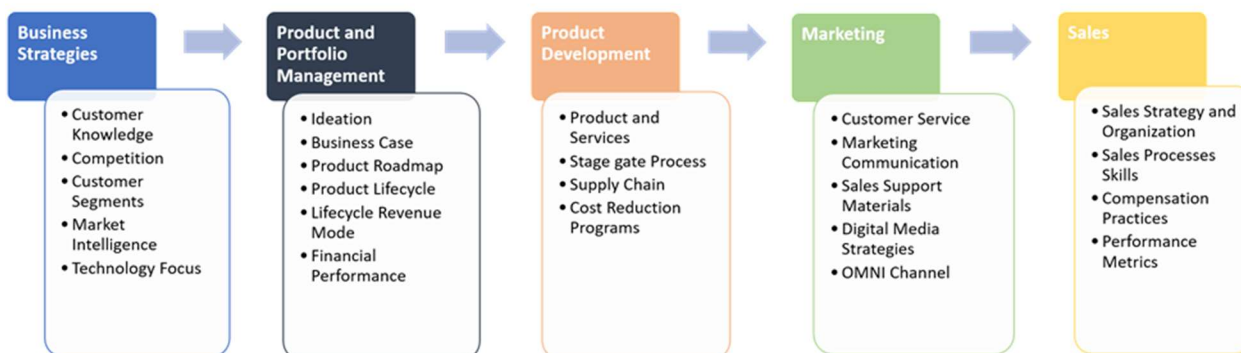 Business
Strategies
• Customer
Knowledge
• Competition
• Customer
Segments
• Market
Intelligence
• Technology Focus
Product and
Portfolio
Management
• Ideation
• Business Case
• Product Roadmap
• Product Lifecycle
• Lifecycle Revenue
Mode
• Financial
Performance
Product
Development
• Product and
Services
• Stage gate Process
• Supply Chain
• Cost Reduction
Programs
Marketing
• Customer Service
• Marketing
Communication
• Sales Support
Materials
• Digital Media
Strategies
• OMNI Channel
Sales
• Sales Strategy and
Organization
• Sales Processes
Skills
• Compensation
Practices
• Performance
Metrics